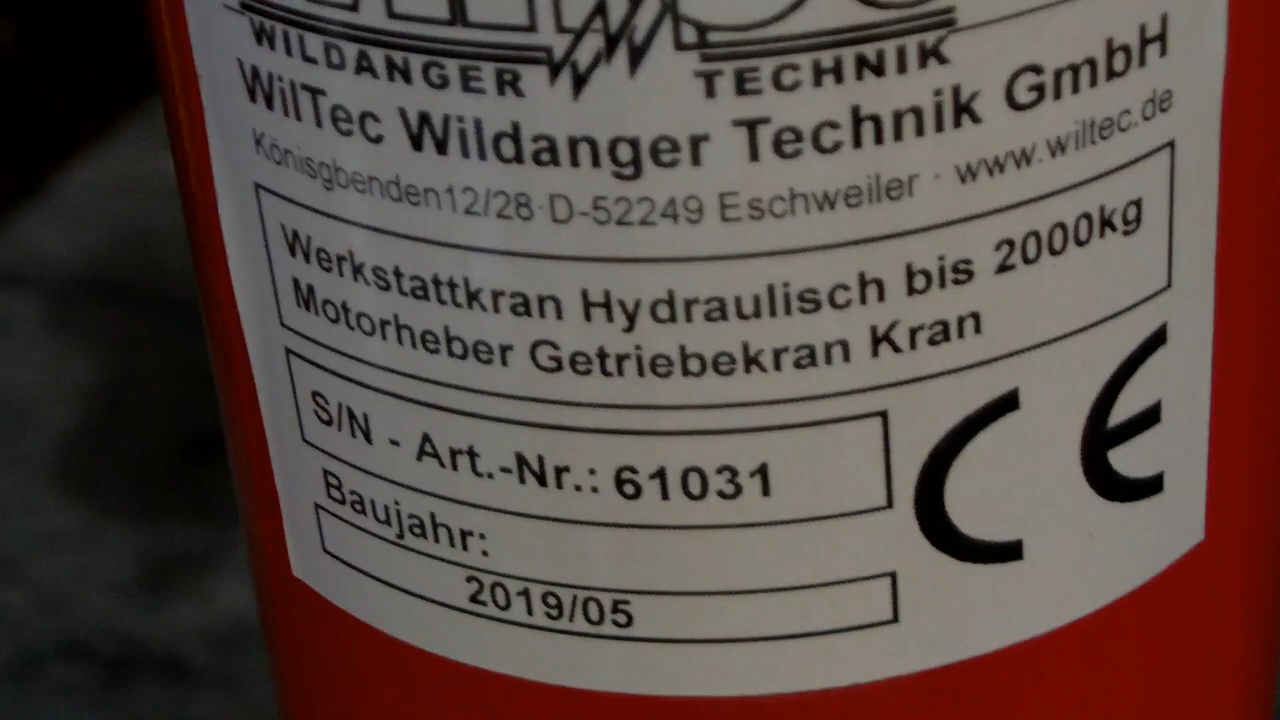 WILDANGER TECHNIK
WilTec Wildanger Technik GmbH
Könisgbenden12/28·D-52249 Eschweiler · www.wiltec.de
Werkstattkran Hydraulisch bis 2000kg
Motorheber Getriebekran Kran
S/N - Art.-Nr.: 61031
Baujahr:
2019/05
CE